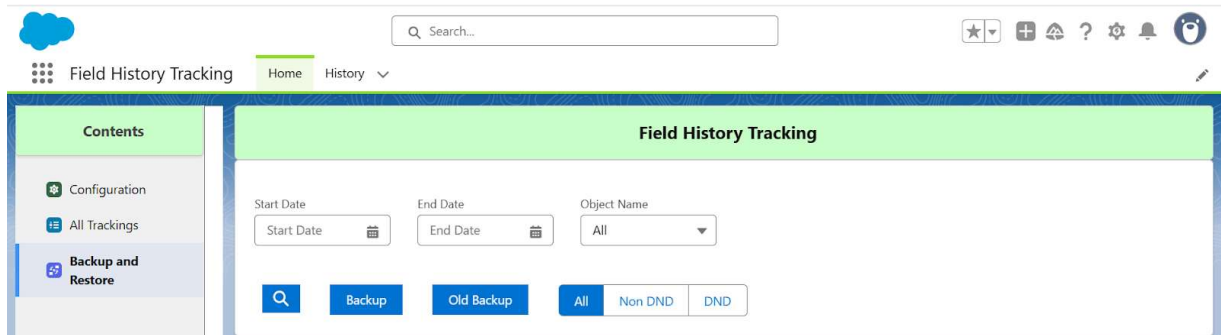 Search...
Field History Tracking Home History
Contents
Field History Tracking
Configuration
All Trackings
Backup and
Restore
Start Date End Date Object Name
Start Date End Date All
Backup Old Backup All Non DND DND